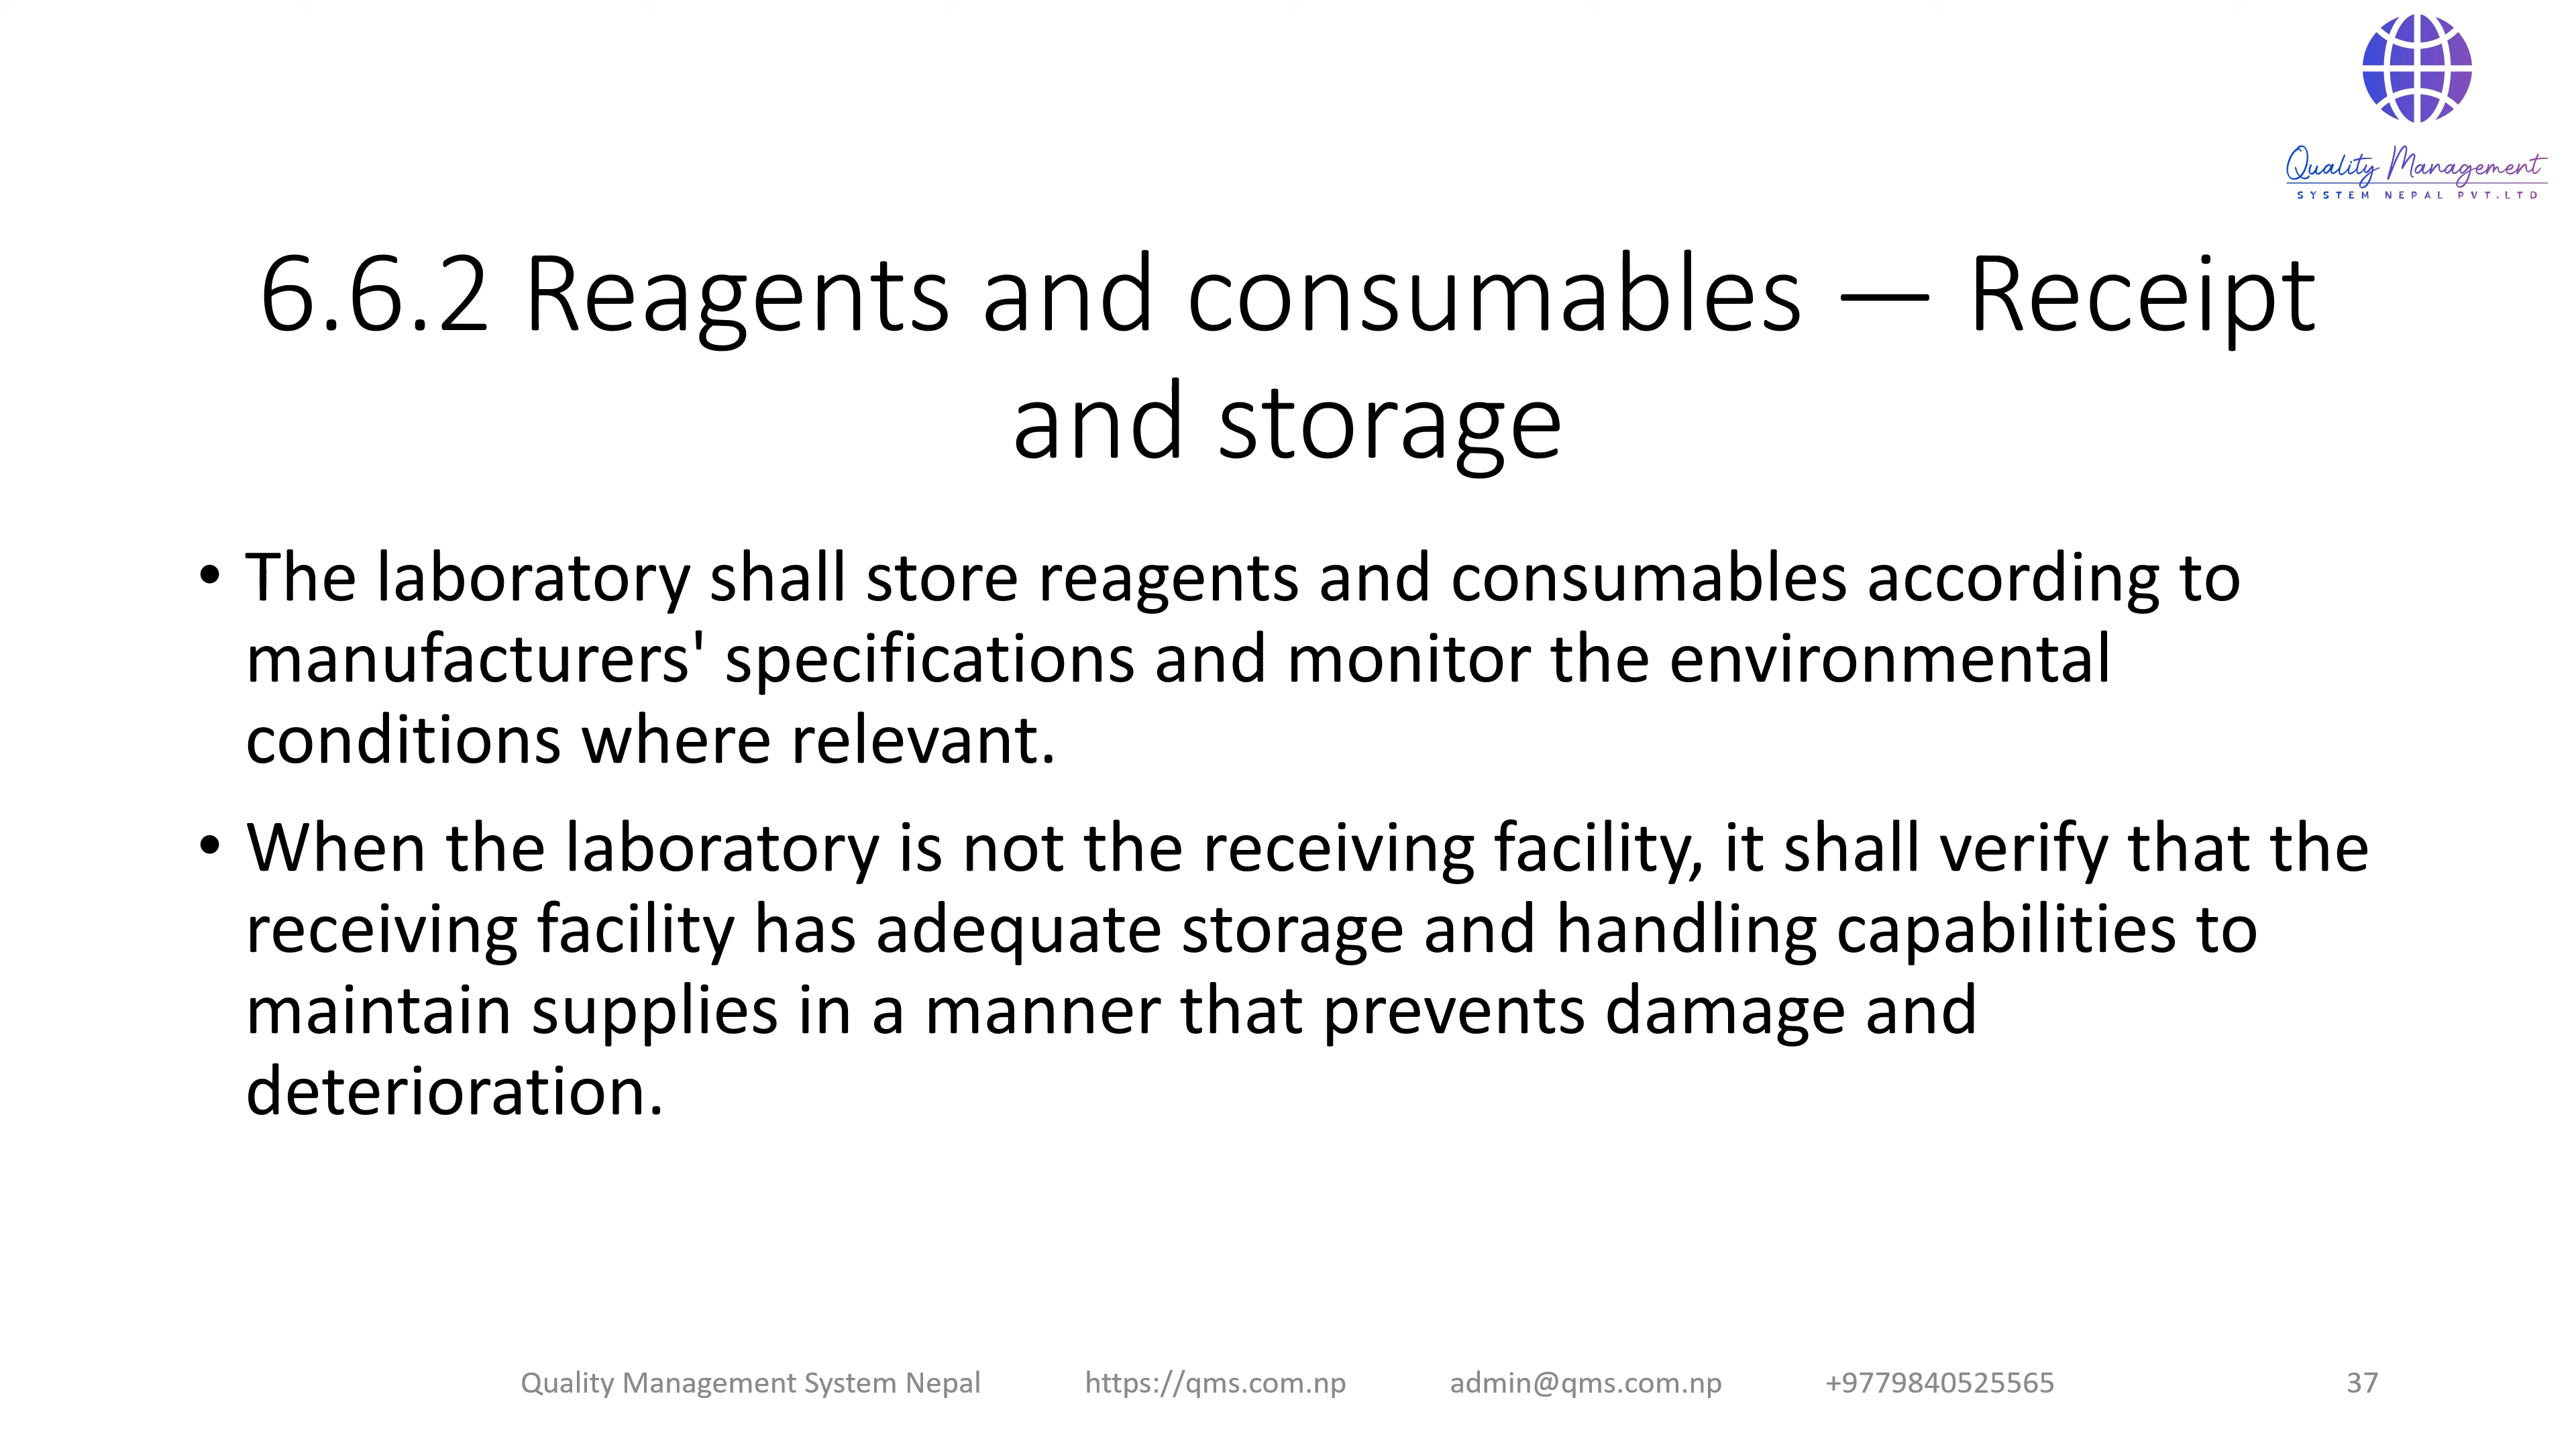 Quality Management
SYSTEM NEPAL PVT.LTD
6.6.2 Reagents and consumables — Receipt
and storage
• The laboratory shall store reagents and consumables according to
manufacturers' specifications and monitor the environmental
conditions where relevant.
• When the laboratory is not the receiving facility, it shall verify that the
receiving facility has adequate storage and handling capabilities to
maintain supplies in a manner that prevents damage and
deterioration.
Quality Management System Nepal https://qms.com.np admin@qms.com.np +9779840525565 37